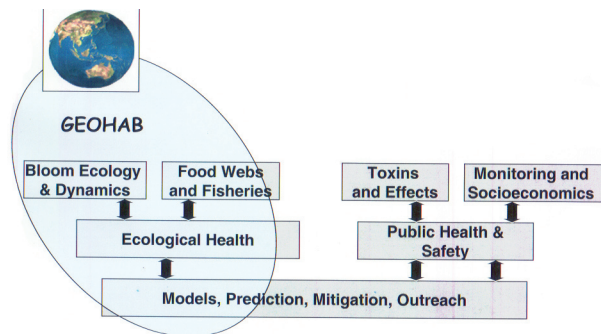 GEOHAB
Bloom Ecology
& Dynamics
Food Webs
and Fisheries
Toxins
and Effects
Monitoring and
Socioeconomics
Ecological Health
Public Health &
Safety
Models, Prediction, Mitigation, Outreach